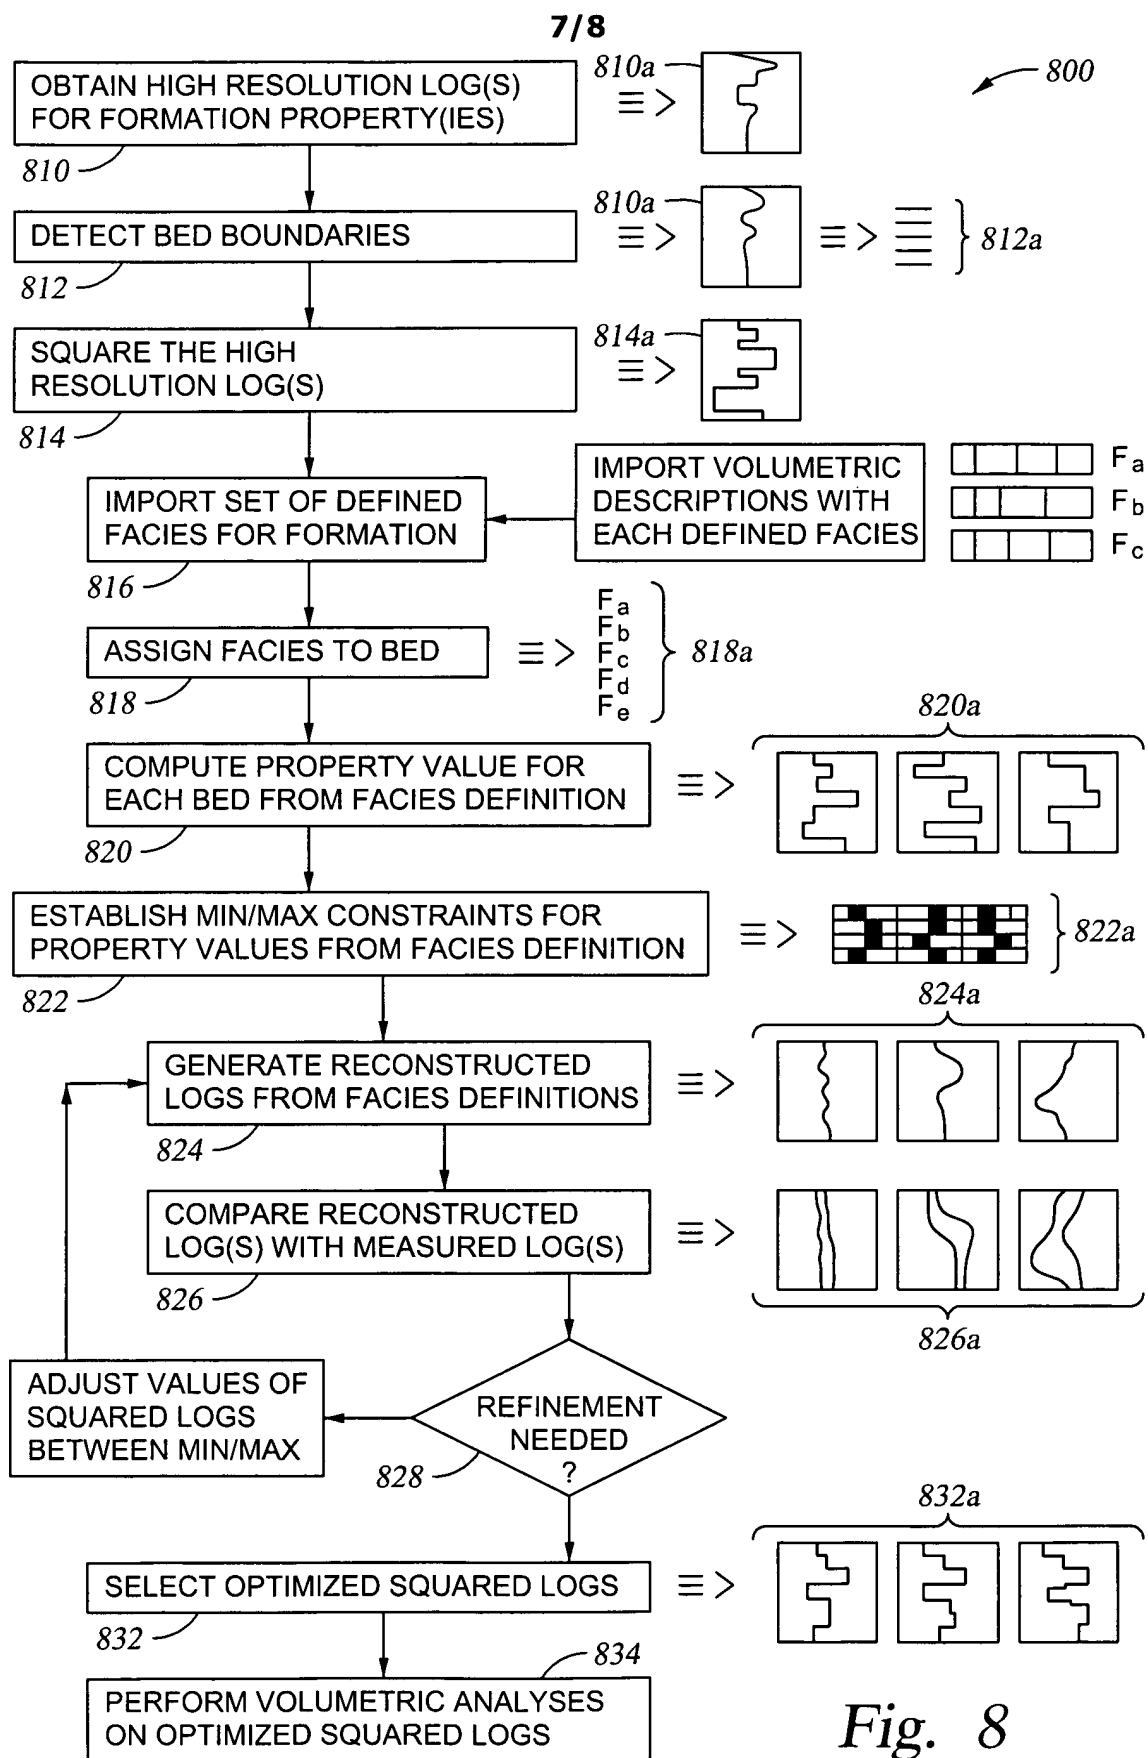 7/8
OBTAIN HIGH RESOLUTION LOG(S)
FOR FORMATION PROPERTY(IES)
810
810a
800
DETECT BED BOUNDARIES
812
810a
812a
SQUARE THE HIGH
RESOLUTION LOG(S)
814
814a
IMPORT SET OF DEFINED
FACIES FOR FORMATION
816
IMPORT VOLUMETRIC
DESCRIPTIONS WITH
EACH DEFINED FACIES
Fa
Fb
Fc
ASSIGN FACIES TO BED
818
Fa
Fb
Fc
Fd
Fe
818a
COMPUTE PROPERTY VALUE FOR
EACH BED FROM FACIES DEFINITION
820
820a
ESTABLISH MIN/MAX CONSTRAINTS FOR
PROPERTY VALUES FROM FACIES DEFINITION
822
822a
GENERATE RECONSTRUCTED
LOGS FROM FACIES DEFINITIONS
824
824a
COMPARE RECONSTRUCTED
LOG(S) WITH MEASURED LOG(S)
826
826a
ADJUST VALUES OF
SQUARED LOGS
BETWEEN MIN/MAX
REFINEMENT
NEEDED
?
828
SELECT OPTIMIZED SQUARED LOGS
832
832a
834
PERFORM VOLUMETRIC ANALYSES
ON OPTIMIZED SQUARED LOGS
Fig. 8